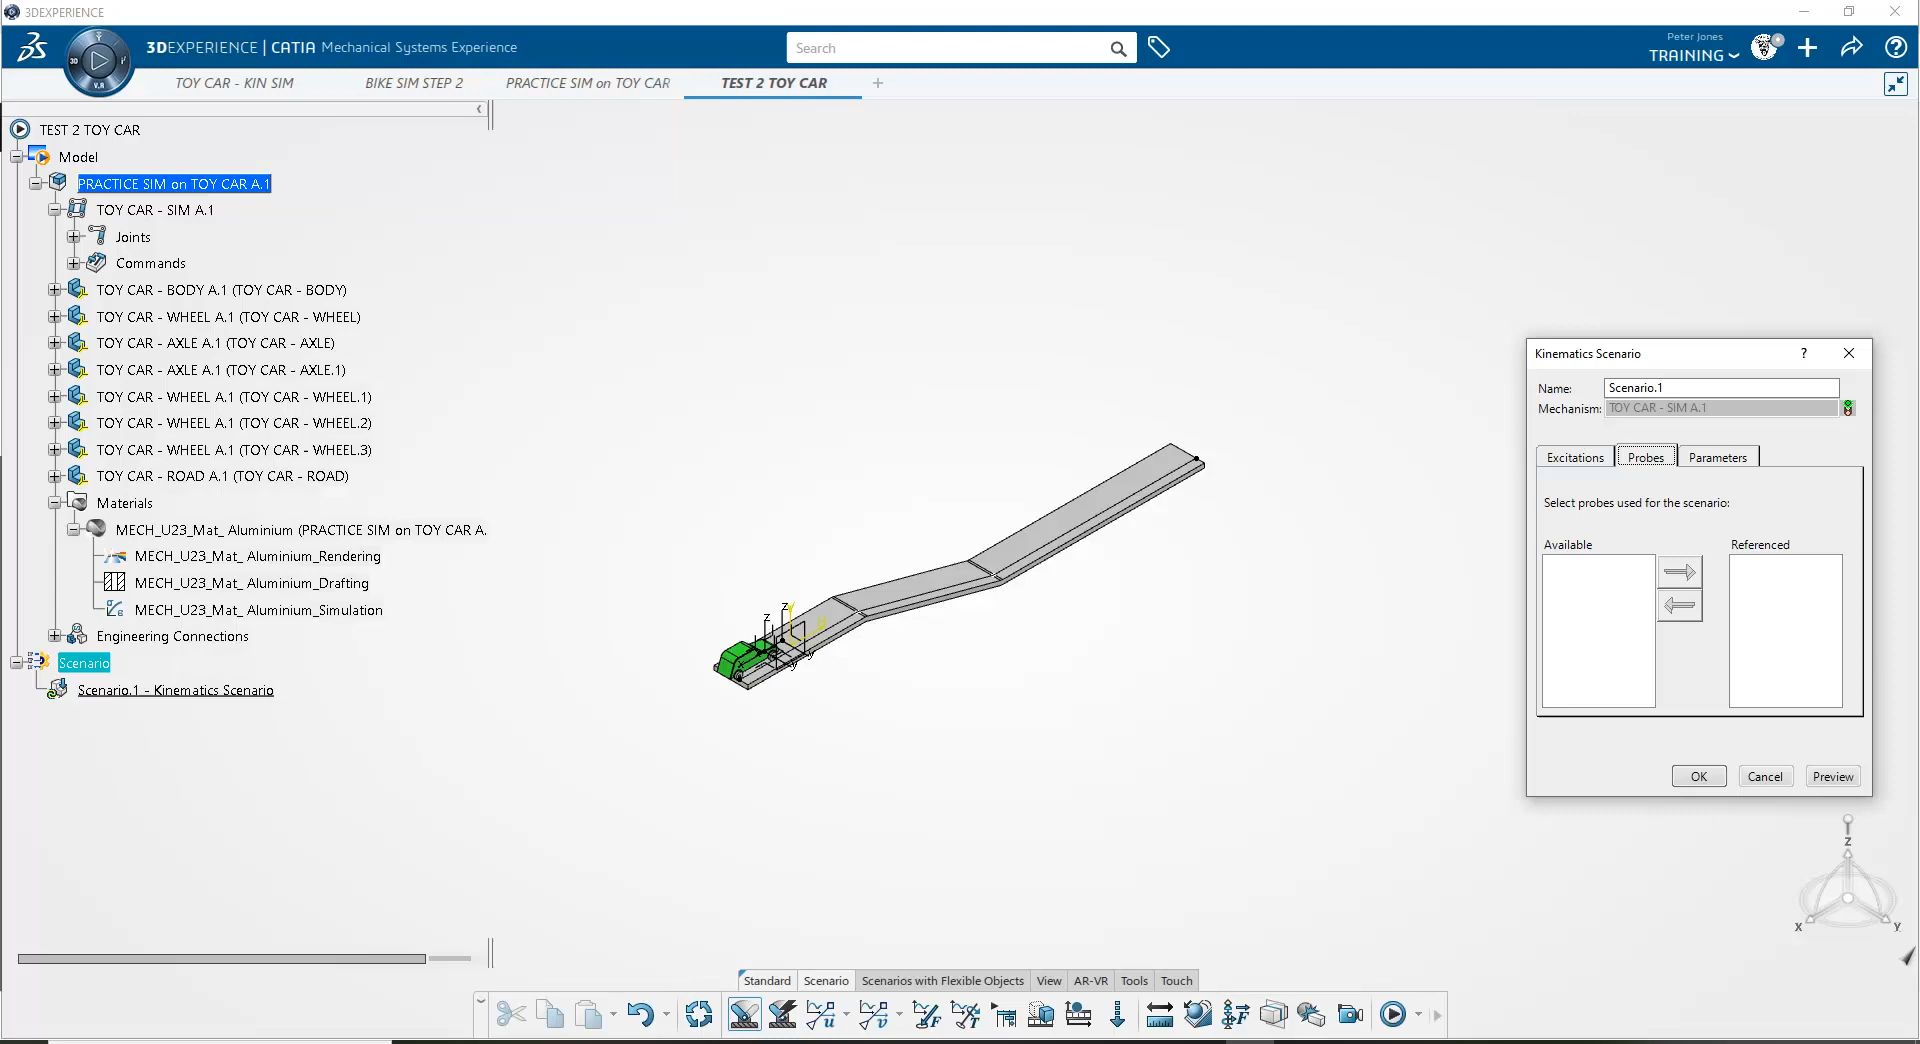 3DEXPERIENCE
3DEXPERIENCE | CATIA Mechanical Systems Experience
Search
Peter Jones
TRAINING
3D
V.R
TOY CAR - KIN SIM
BIKE SIM STEP 2
PRACTICE SIM on TOY CAR
TEST 2 TOY CAR
TEST 2 TOY CAR
Model
PRACTICE SIM on TOY CAR A.1
TOY CAR - SIM A.1
Joints
Commands
TOY CAR - BODY A.1 (TOY CAR - BODY)
TOY CAR - WHEEL A.1 (TOY CAR - WHEEL)
TOY CAR - AXLE A.1 (TOY CAR - AXLE)
TOY CAR - AXLE A.1 (TOY CAR - AXLE.1)
TOY CAR - WHEEL A.1 (TOY CAR - WHEEL.1)
TOY CAR - WHEEL A.1 (TOY CAR - WHEEL.2)
TOY CAR - WHEEL A.1 (TOY CAR - WHEEL.3)
TOY CAR - ROAD A.1 (TOY CAR - ROAD)
Materials
MECH_U23_Mat_ Aluminium (PRACTICE SIM on TOY CAR A.
MECH_U23_Mat_ Aluminium_Rendering
MECH_U23_Mat_ Aluminium_Drafting
MECH_U23_Mat_ Aluminium_Simulation
Engineering Connections
Scenario
Scenario.1 - Kinematics Scenario
z
z
y
y
Kinematics Scenario
Name:
Scenario.1
Mechanism:
TOY CAR - SIM A.1
Excitations
Probes
Parameters
Select probes used for the scenario:
Available
Referenced
OK
Cancel
Preview
Z
X
Y
Standard
Scenario
Scenarios with Flexible Objects
View
AR-VR
Tools
Touch